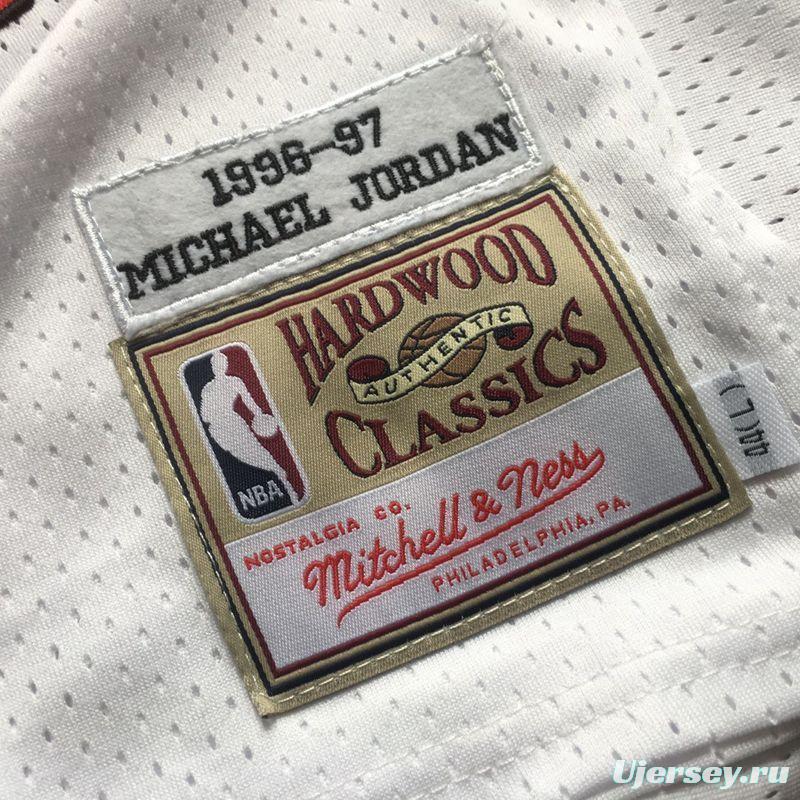 1996-97
MICHAEL JORDAN
HARDWOOD
AUTHENTIC
CLASSICS
NBA
NOSTALGIA CO.
Mitchell & Ness
PHILADELPHIA, PA.
44(L)
Ujersey.ru